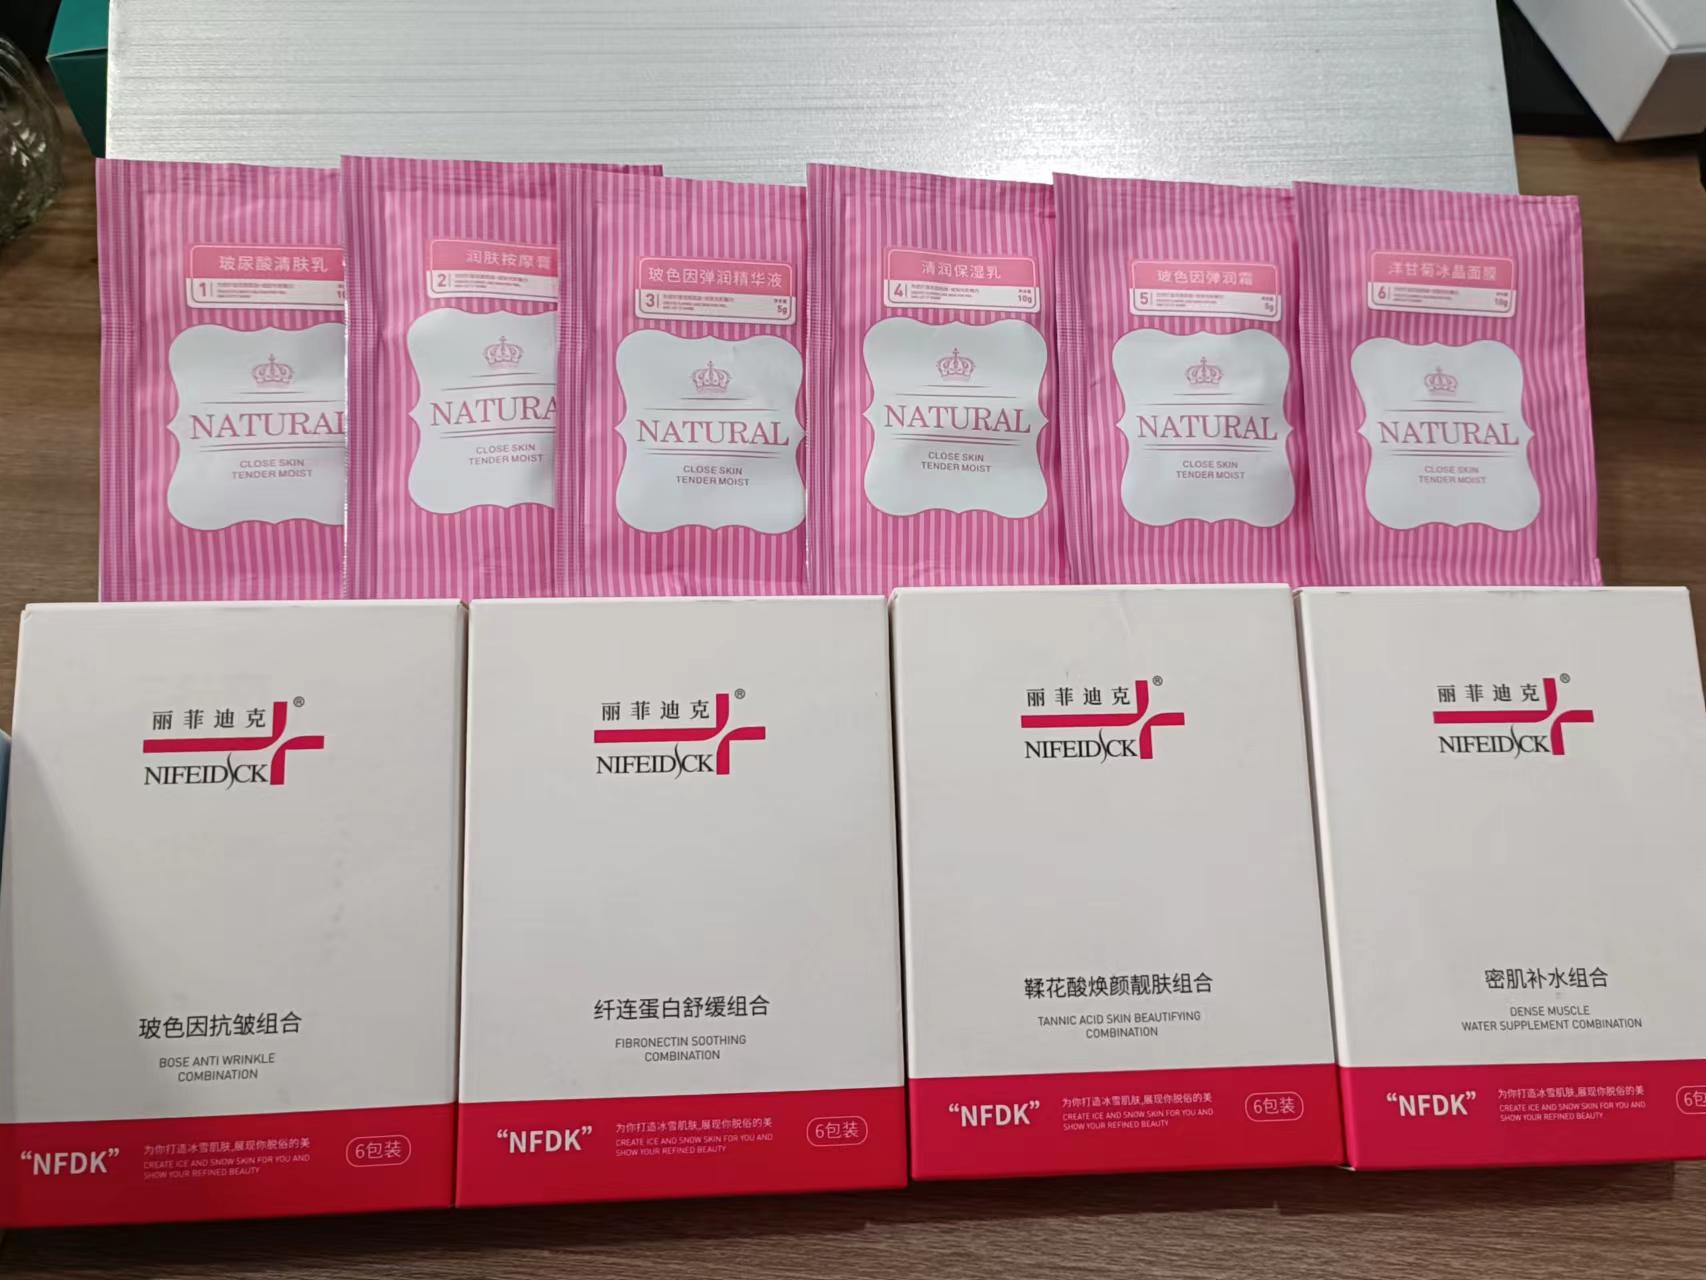 玻尿酸清肤乳
1
NATURAL
CLOSE SKIN
TENDER MOIST
润肤按摩膏
2
NATURA
CLOSE SKIN
TENDER MOIST
玻色因弹润精华液
3
5g
NATURAL
CLOSE SKIN
TENDER MOIST
清润保湿乳
4
10g
NATURAL
CLOSE SKIN
TENDER MOIST
玻色因弹润霜
5
5g
NATURAL
CLOSE SKIN
TENDER MOIST
洋甘菊冰晶面膜
6
10g
NATURAL
CLOSE SKIN
TENDER MOIST
丽菲迪克®
NIFEIDICK
玻色因抗皱组合
BOSE ANTI WRINKLE
COMBINATION
“NFDK”
为你打造冰雪肌肤,展现你脱俗的美
CREATE ICE AND SNOW SKIN FOR YOU AND
SHOW YOUR REFINED BEAUTY
6包装
丽菲迪克®
NIFEIDICK
纤连蛋白舒缓组合
FIBRONECTIN SOOTHING
COMBINATION
“NFDK”
为你打造冰雪肌肤,展现你脱俗的美
CREATE ICE AND SNOW SKIN FOR YOU AND
SHOW YOUR REFINED BEAUTY
6包装
丽菲迪克®
NIFEIDICK
鞣花酸焕颜靓肤组合
TANNIC ACID SKIN BEAUTIFYING
COMBINATION
“NFDK”
为你打造冰雪肌肤,展现你脱俗的美
CREATE ICE AND SNOW SKIN FOR YOU AND
SHOW YOUR REFINED BEAUTY
6包装
丽菲迪克®
NIFEIDICK
密肌补水组合
DENSE MUSCLE
WATER SUPPLEMENT COMBINATION
“NFDK”
为你打造冰雪肌肤,展现你脱俗的美
CREATE ICE AND SNOW SKIN FOR YOU AND
SHOW YOUR REFINED BEAUTY
6包